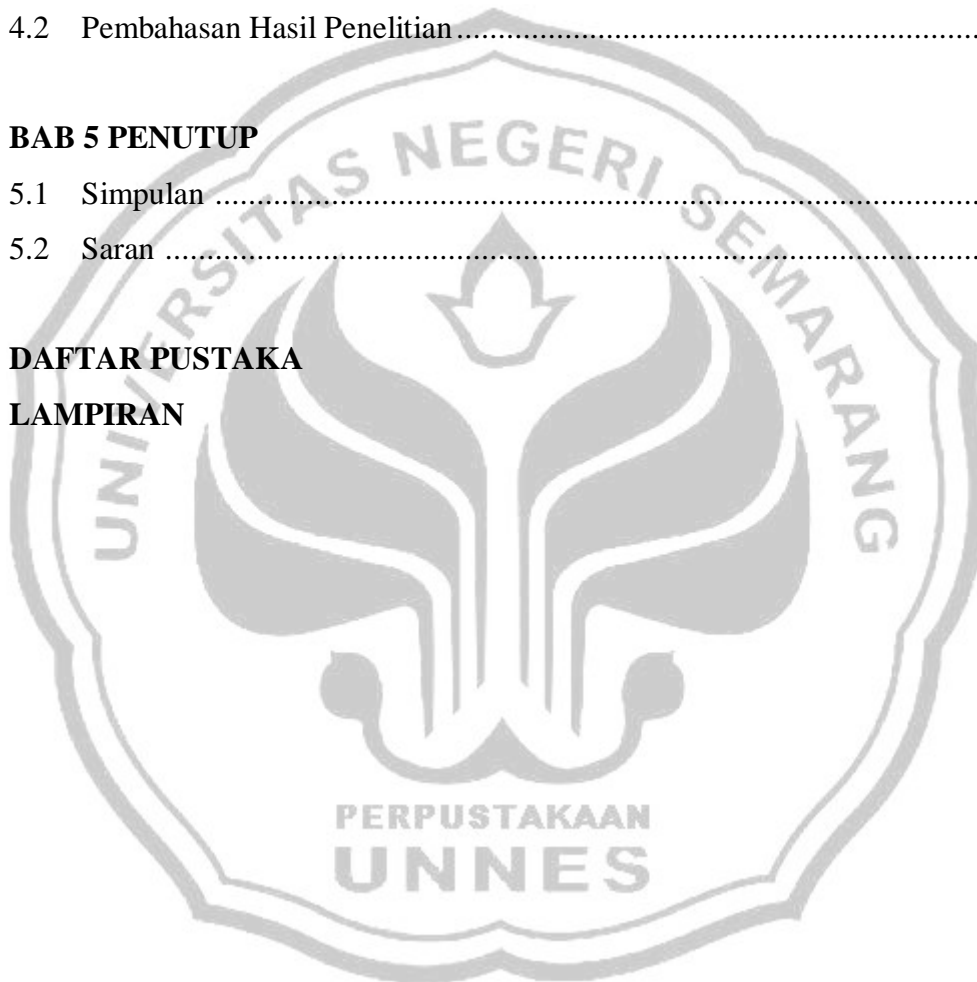 4.2 Pembahasan Hasil Penitian........................................................................
BAB 5 PENUTUP
5.1 Simpulan ........................................................................................
5.2 Saran ..............................................................................................
DAFTAR PUSTAKA
LAMPIRAN
UNIVERSITAS NEGERI SEMARANG
PERPUSTAKAAN
UNNES